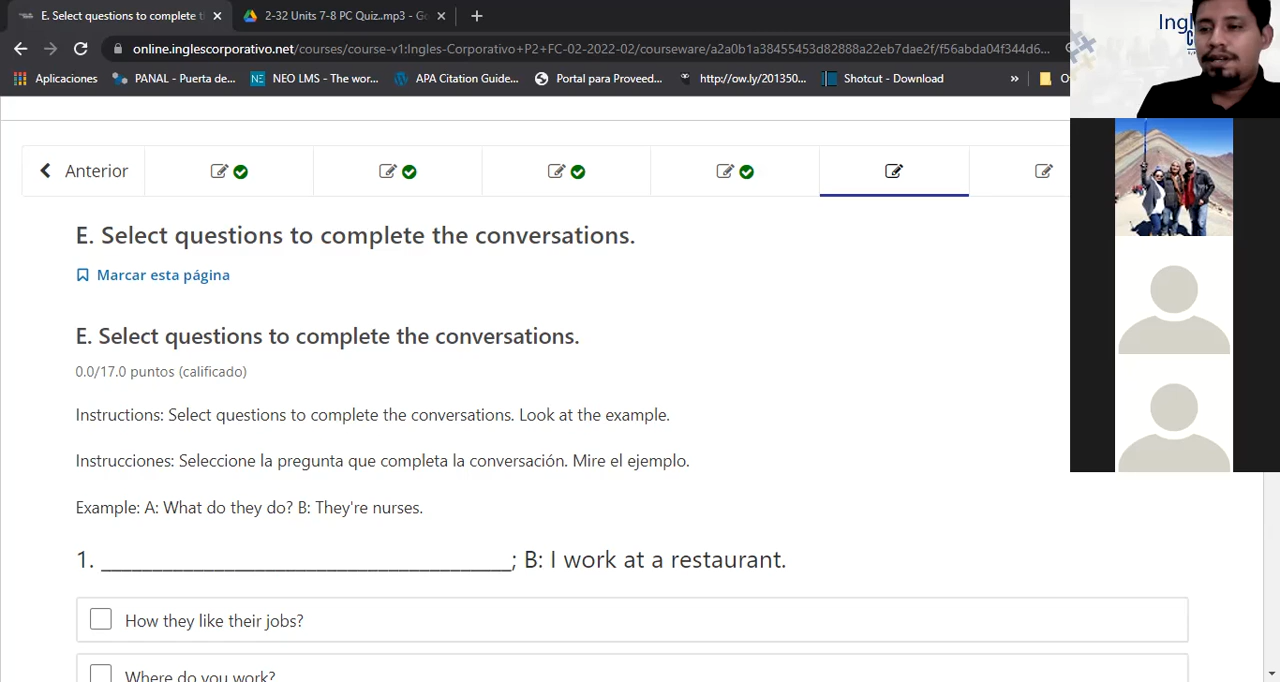 E. Select questions to complete t
2-32 Units 7-8 PC Quiz..mp3 - G
online.inglescorporativo.net/courses/course-v1:Ingles-Corporativo+P2+FC-02-2022-02/courseware/a2a0b1a38455453d82888a22eb7dae2f/f56abda04f344d6...
Aplicaciones
PANAL - Puerta de...
NEO LMS - The wor...
APA Citation Guide...
Portal para Proveed...
http://ow.ly/201350...
Shotcut - Download
»
Ingl
Anterior
E. Select questions to complete the conversations.
Marcar esta página
E. Select questions to complete the conversations.
0.0/17.0 puntos (calificado)
Instructions: Select questions to complete the conversations. Look at the example.
Instrucciones: Seleccione la pregunta que completa la conversación. Mire el ejemplo.
Example: A: What do they do? B: They're nurses.
1. ______________________________________; B: I work at a restaurant.
How they like their jobs?
Where do you work?